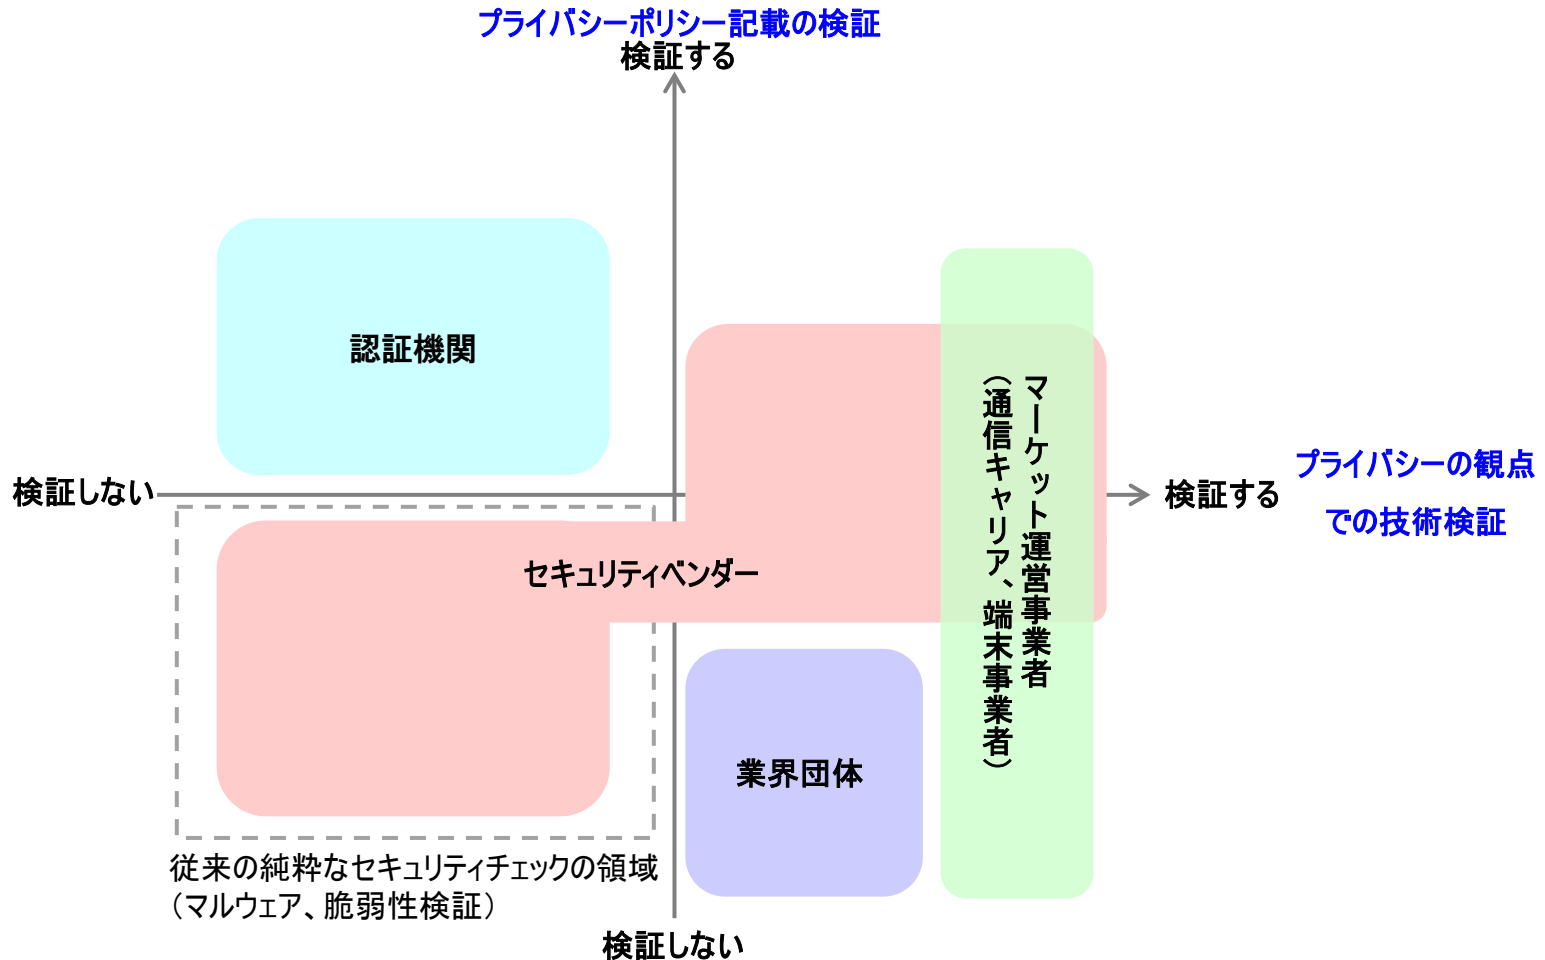 プライバシーポリシー記載の検証
検証する
認証機関
マーケット運営事業者
（通信キャリア、端末事業者）
検証しない
検証する
プライバシーの観点
での技術検証
セキュリティベンダー
業界団体
従来の純粋なセキュリティチェックの領域
（マルウェア、脆弱性検証）
検証しない